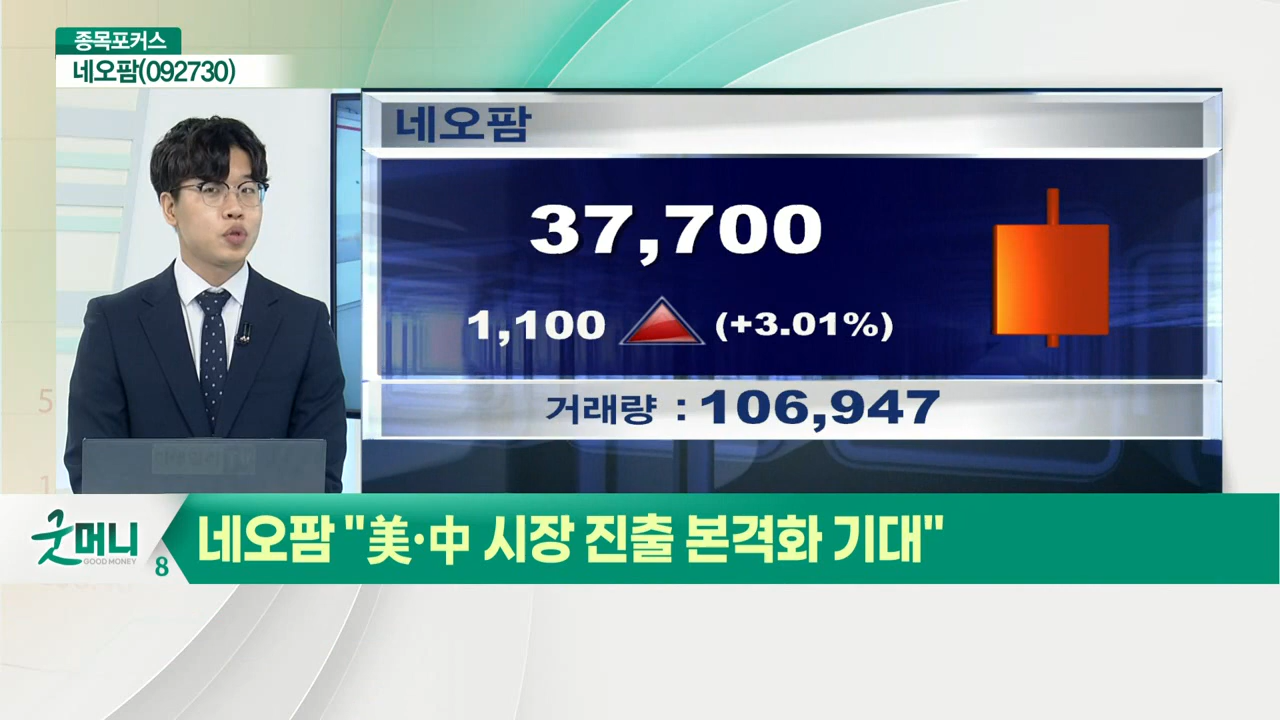 종목포커스
네오팜(092730)
네오팜
37,700
1,100 ▲ (+3.01%)
거래량 : 106,947
5
1
굿머니
GOOD MONEY
8
네오팜 "美·中 시장 진출 본격화 기대"